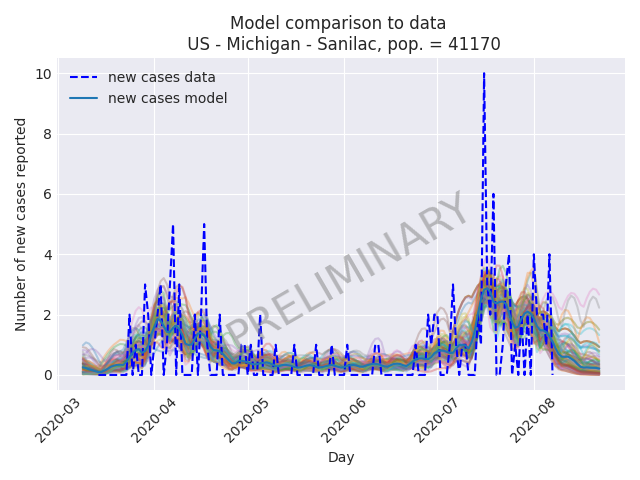 Model comparison to data
US - Michigan - Sanilac, pop. = 41170
new cases data
new cases model
Number of new cases reported
10
8
6
4
2
0
PRELIMINARY
2020-03
2020-04
2020-05
2020-06
2020-07
2020-08
Day